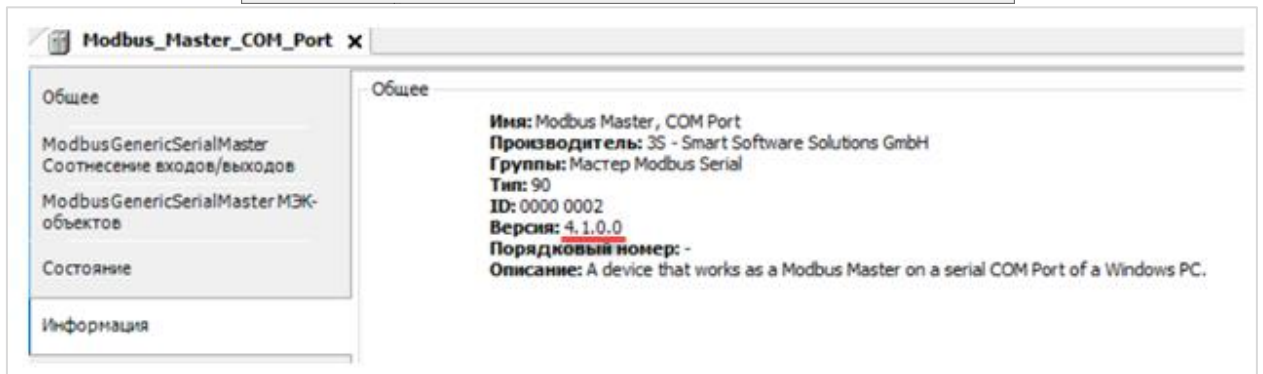 Modbus_Master_COM_Port x
Общее
ModbusGenericSerialMaster
Соотнесение входов/выходов
ModbusGenericSerialMaster МЭК-
объектов
Состояние
Информация
Общее
Имя: Modbus Master, COM Port
Производитель: 3S - Smart Software Solutions GmbH
Группы: Мастер Modbus Serial
Тип: 90
ID: 0000 0002
Версия: 4.1.0.0
Порядковый номер: -
Описание: A device that works as a Modbus Master on a serial COM Port of a Windows PC.